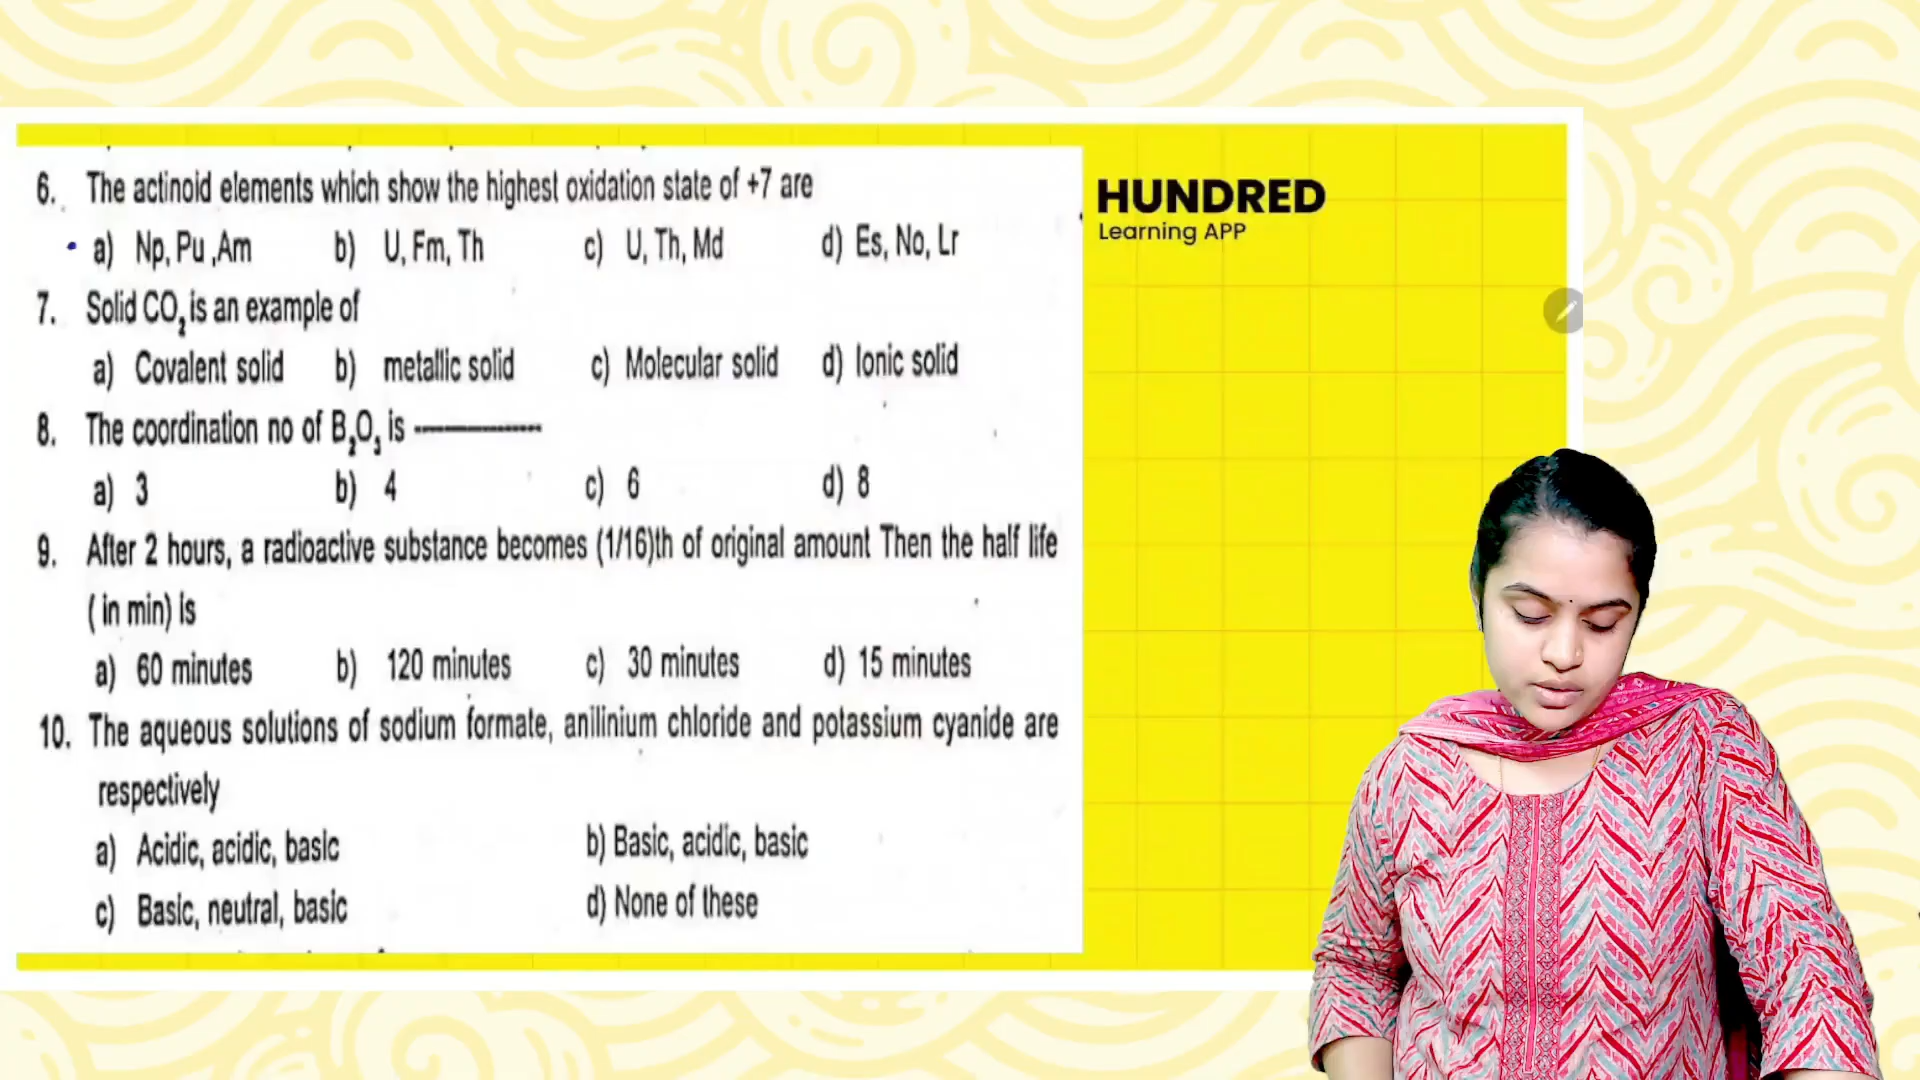 6. The actinoid elements which show the highest oxidation state of +7 are
a) Np, Pu ,Am b) U, Fm, Th c) U, Th, Md d) Es, No, Lr
7. Solid CO₂ is an example of
a) Covalent solid b) metallic solid c) Molecular solid d) Ionic solid
8. The coordination no of B₂O₃ is ------------
a) 3 b) 4 c) 6 d) 8
9. After 2 hours, a radioactive substance becomes (1/16)th of original amount Then the half life
( in min) is
a) 60 minutes b) 120 minutes c) 30 minutes d) 15 minutes
10. The aqueous solutions of sodium formate, anilinium chloride and potassium cyanide are
respectively
a) Acidic, acidic, basic b) Basic, acidic, basic
c) Basic, neutral, basic d) None of these
HUNDRED
Learning APP